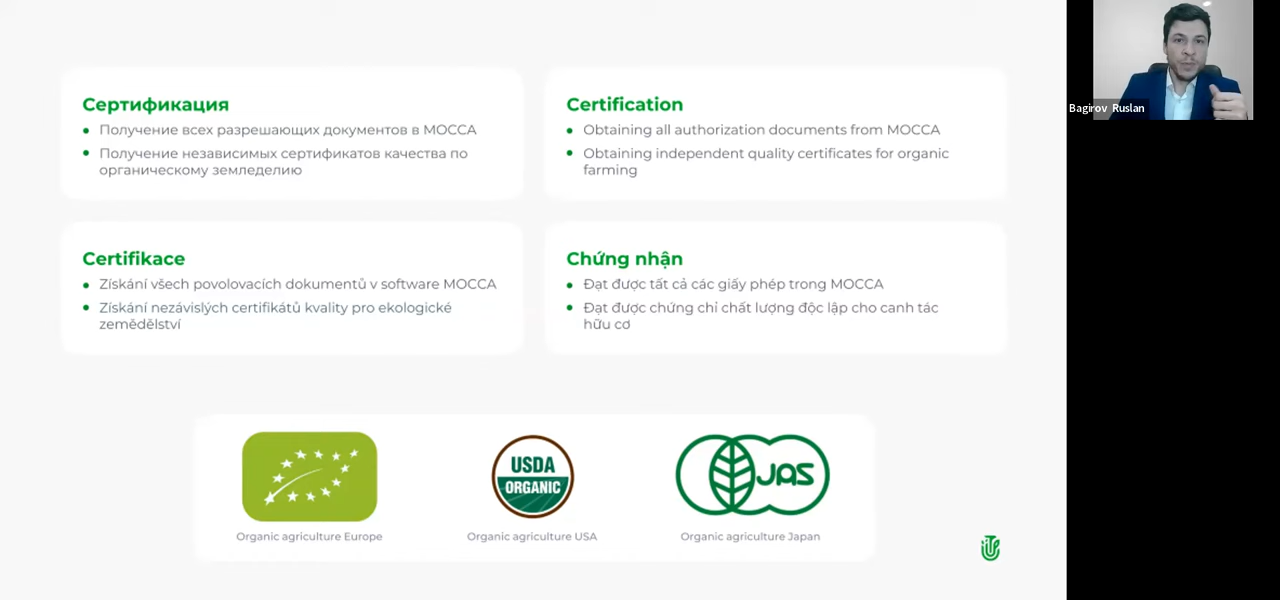 Сертификация
Получение всех разрешающих документов в МОССА
Получение независимых сертификатов качества по
органическому земледелию
Certification
Obtaining all authorization documents from MOCCA
Obtaining independent quality certificates for organic
farming
Certifikace
Získání všech povolovacích dokumentů v software MOCCA
Získání nezávislých certifikátů kvality pro ekologické
zemědělství
Chứng nhận
Đạt được tất cả các giấy phép trong MOCCA
Đạt được chứng chỉ chất lượng độc lập cho canh tác
hữu cơ
USDA
ORGANIC
JAS
Organic agriculture Europe
Organic agriculture USA
Organic agriculture Japan
Bagirov Ruslan